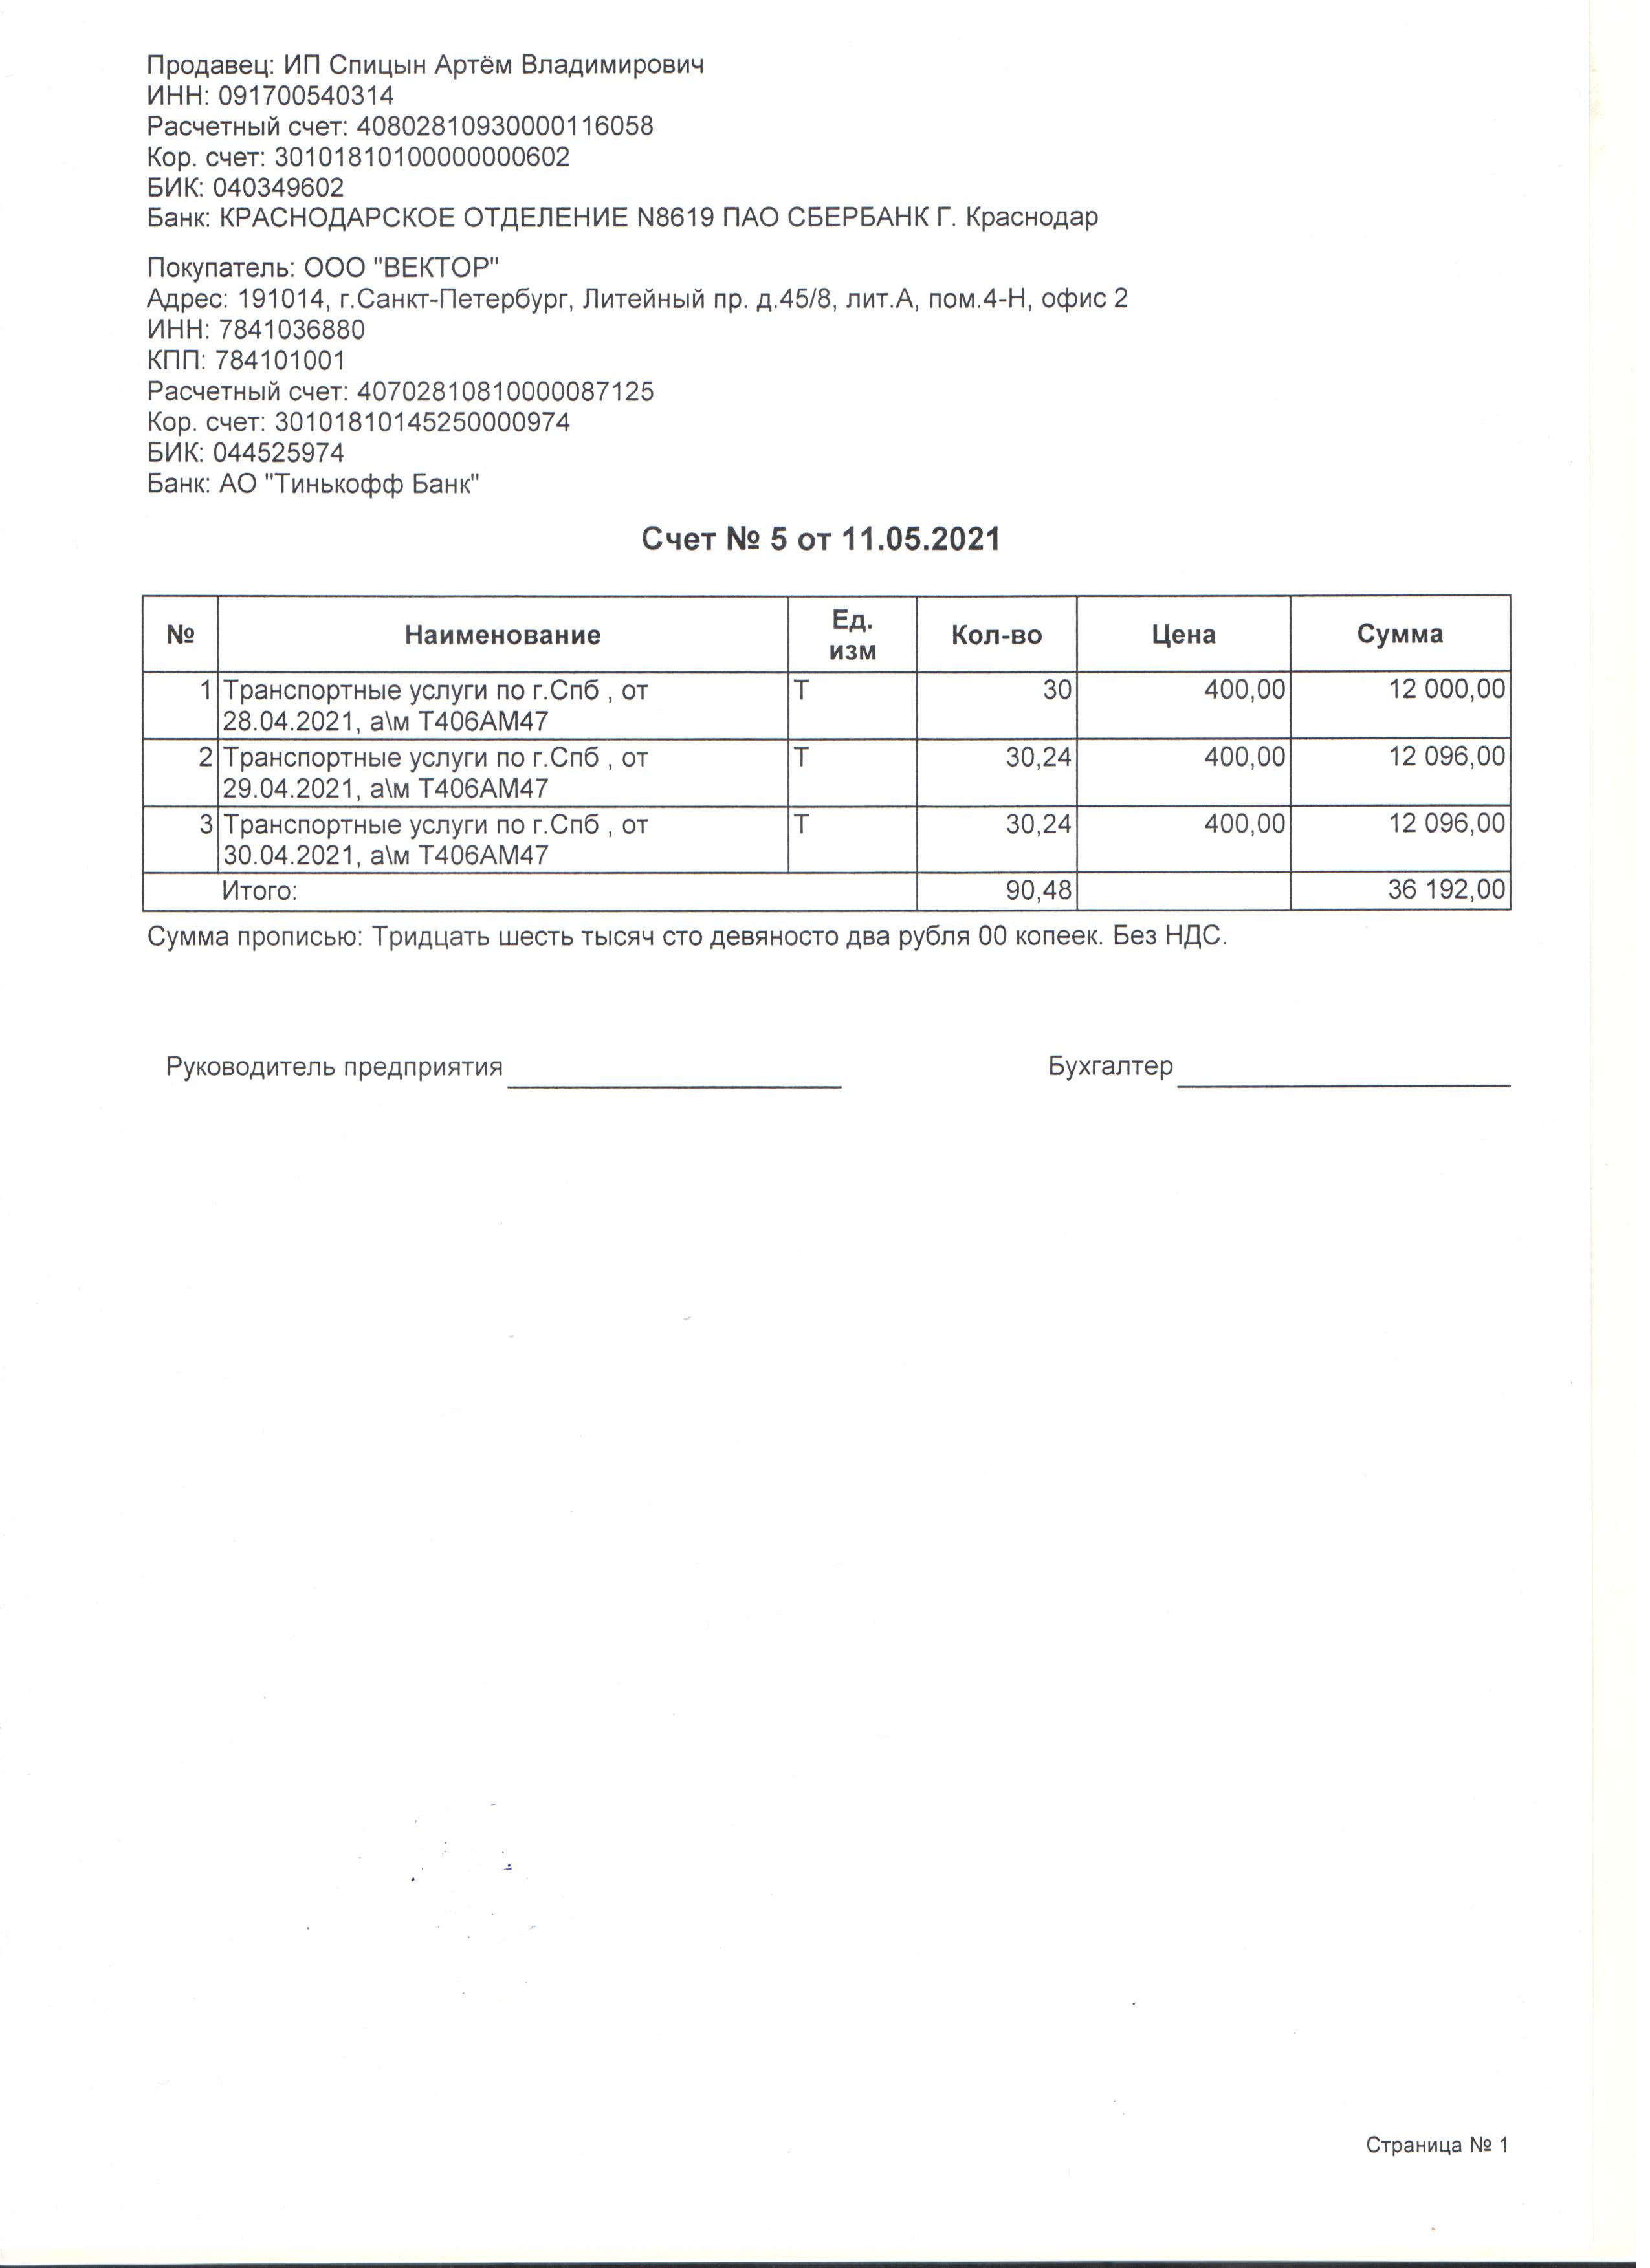 Продавец: ИП Спицын Артём Владимирович
ИНН: 091700540314
Расчетный счет: 40802810930000116058
Кор. счет: 30101810100000000602
БИК: 040349602
Банк: КРАСНОДАРСКОЕ ОТДЕЛЕНИЕ N8619 ПАО СБЕРБАНК Г. Краснодар
Покупатель: ООО "ВЕКТОР"
Адрес: 191014, г.Санкт-Петербург, Литейный пр. д.45/8, лит.А, пом.4-Н, офис 2
ИНН: 7841036880
КПП: 784101001
Расчетный счет: 40702810810000087125
Кор. счет: 30101810145250000974
БИК: 044525974
Банк: АО "Тинькофф Банк"
Счет № 5 от 11.05.2021
№ Наименование Ед. изм Кол-во Цена Сумма
1 Транспортные услуги по г.Спб , от Т 30 400,00 12 000,00
28.04.2021, а\м Т406АМ47
2 Транспортные услуги по г.Спб , от Т 30,24 400,00 12 096,00
29.04.2021, а\м Т406АМ47
3 Транспортные услуги по г.Спб , от Т 30,24 400,00 12 096,00
30.04.2021, а\м Т406АМ47
Итого: 90,48 36 192,00
Сумма прописью: Тридцать шесть тысяч сто девяносто два рубля 00 копеек. Без НДС.
Руководитель предприятия Бухгалтер
Страница № 1